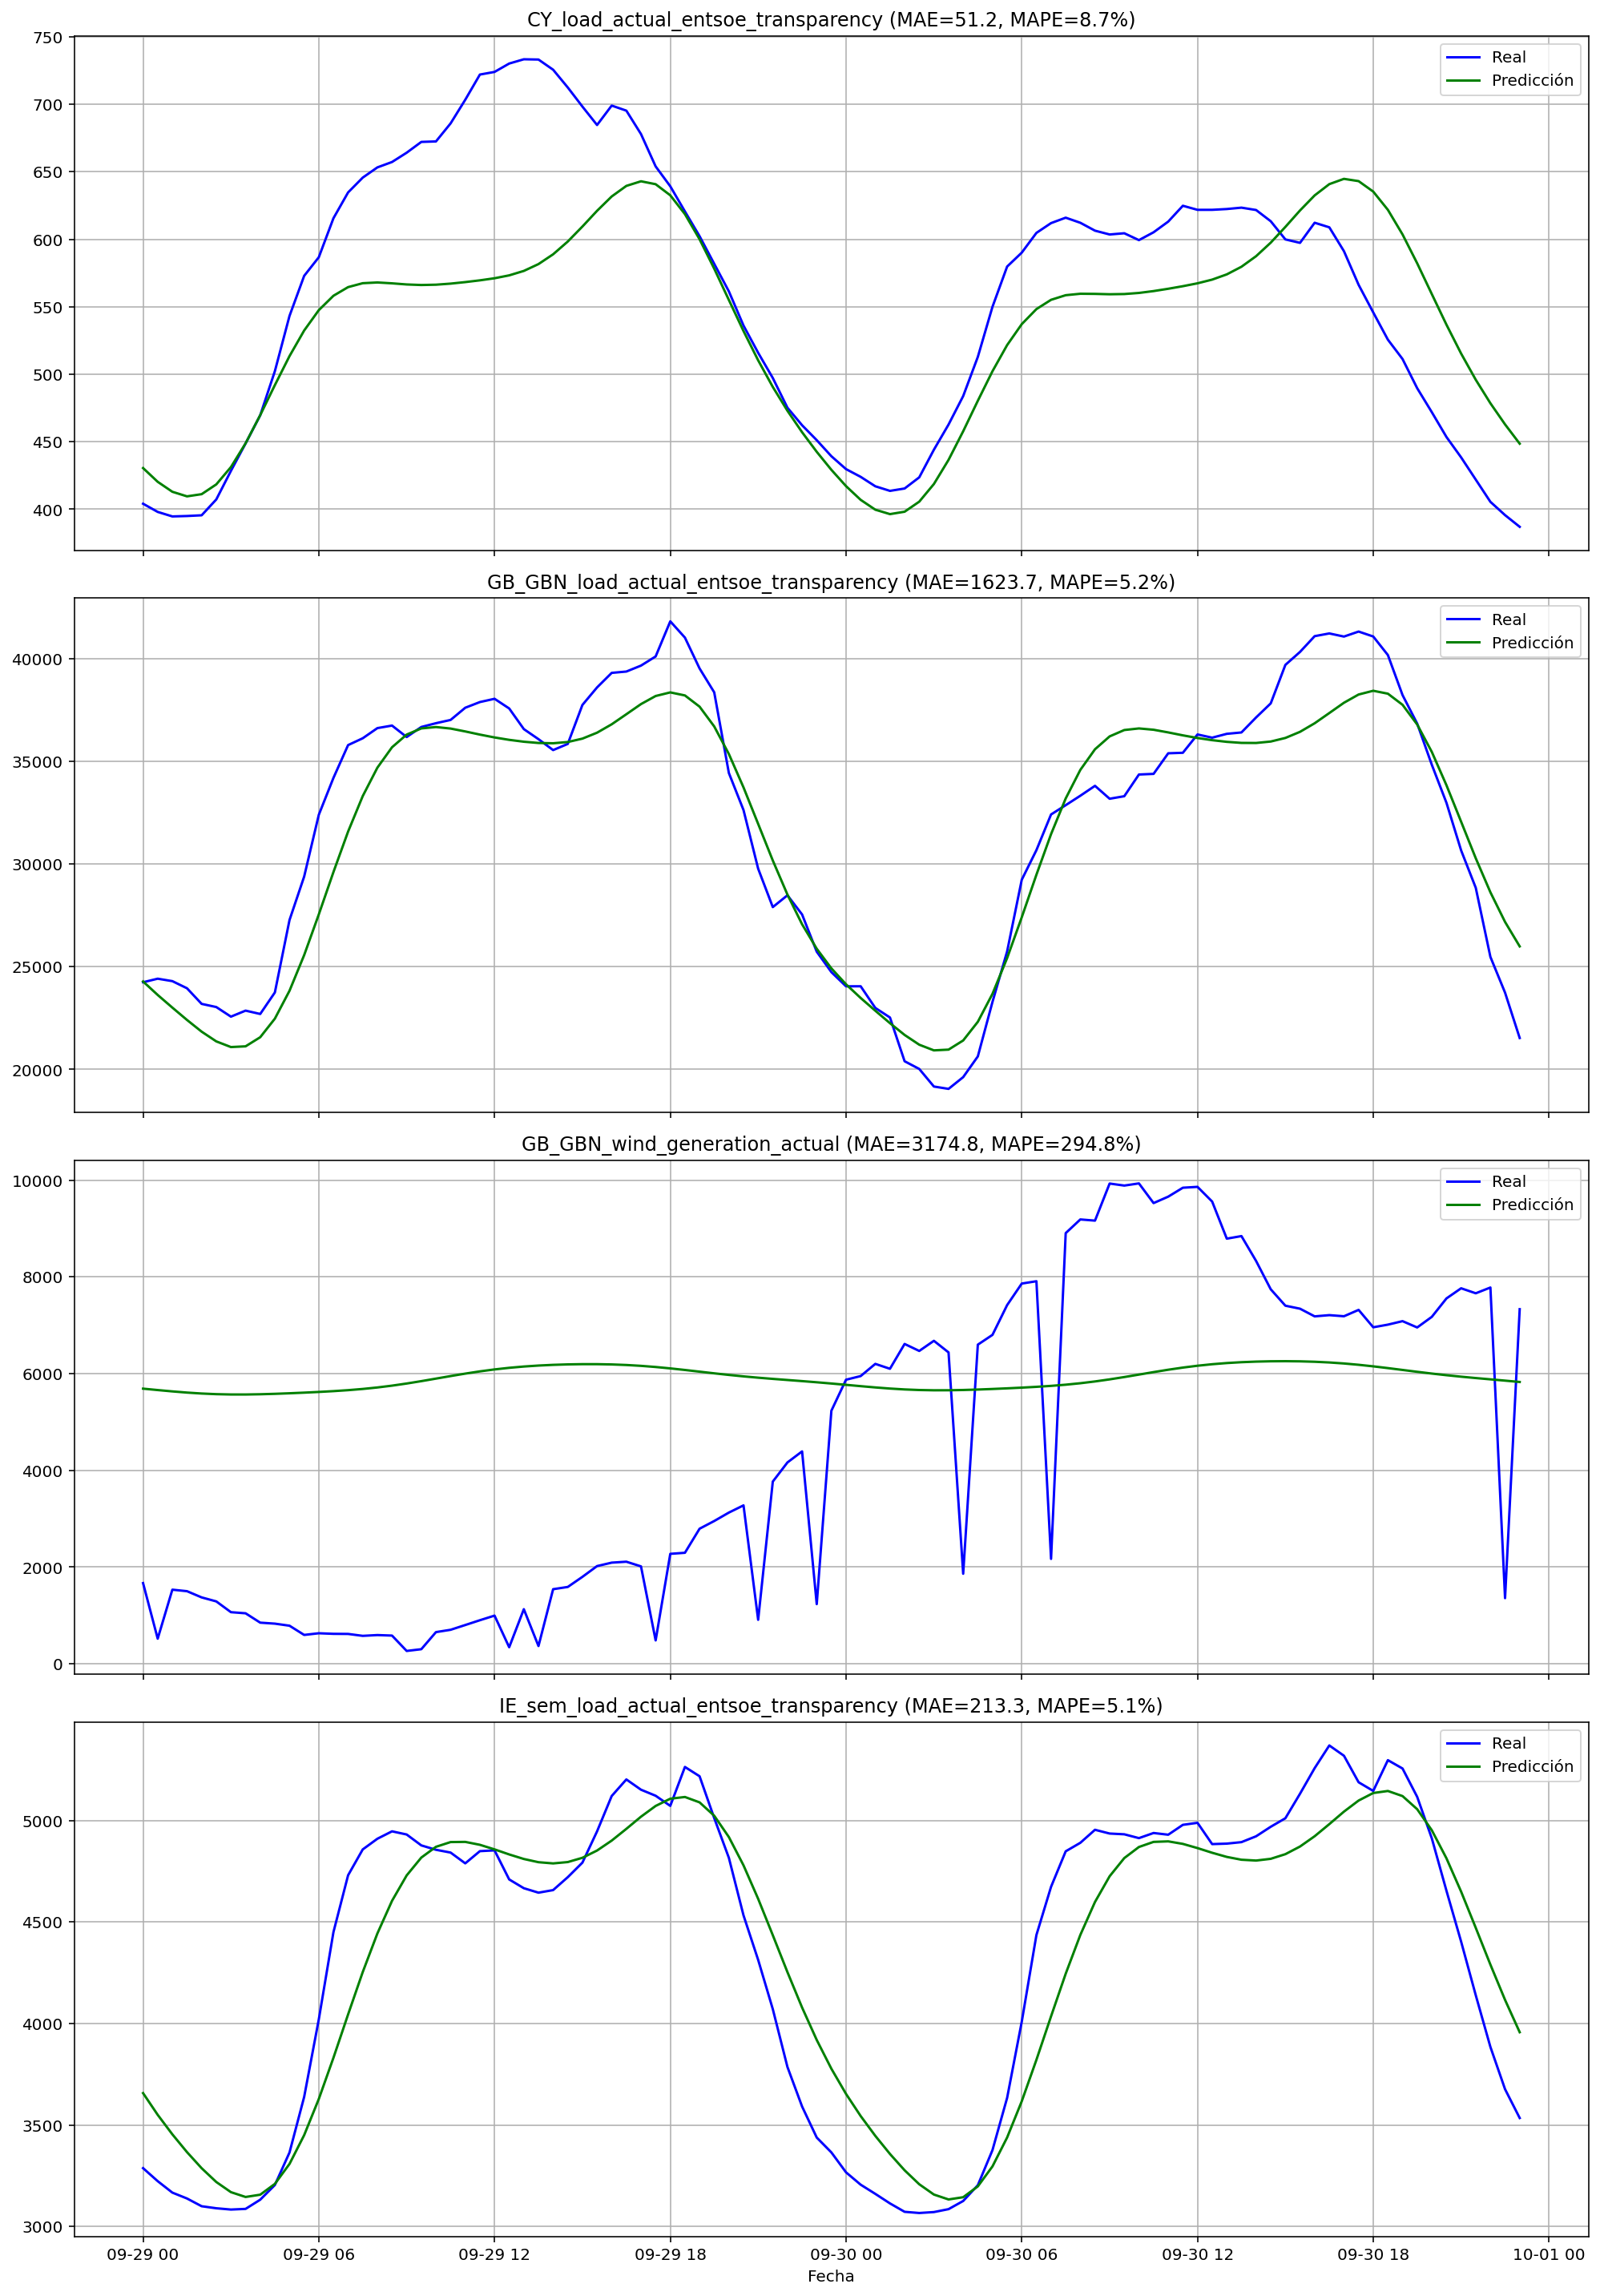 CY_load_actual_entsoe_transparency (MAE=51.2, MAPE=8.7%)
750
700
650
600
550
500
450
400
Real
Predicción
GB_GBN_load_actual_entsoe_transparency (MAE=1623.7, MAPE=5.2%)
40000
35000
30000
25000
20000
Real
Predicción
GB_GBN_wind_generation_actual (MAE=3174.8, MAPE=294.8%)
10000
8000
6000
4000
2000
0
Real
Predicción
IE_sem_load_actual_entsoe_transparency (MAE=213.3, MAPE=5.1%)
5000
4500
4000
3500
3000
Real
Predicción
09-29 00 09-29 06 09-29 12 09-29 18 09-30 00 09-30 06 09-30 12 09-30 18 10-01 00
Fecha